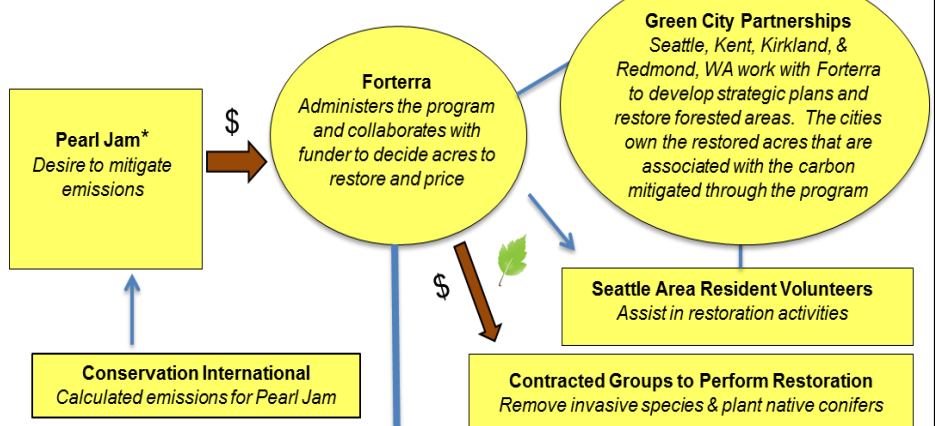 Green City Partnerships
Seattle, Kent, Kirkland, &
Redmond, WA work with Forterra
to develop strategic plans and
restore forested areas.  The cities
own the restored acres that are
associated with the carbon
mitigated through the program
Forterra
Administers the program
and collaborates with
funder to decide acres to
restore and price
$
Pearl Jam*
Desire to mitigate
emissions
$
Seattle Area Resident Volunteers
Assist in restoration activities
Conservation International
Calculated emissions for Pearl Jam
Contracted Groups to Perform Restoration
Remove invasive species & plant native conifers